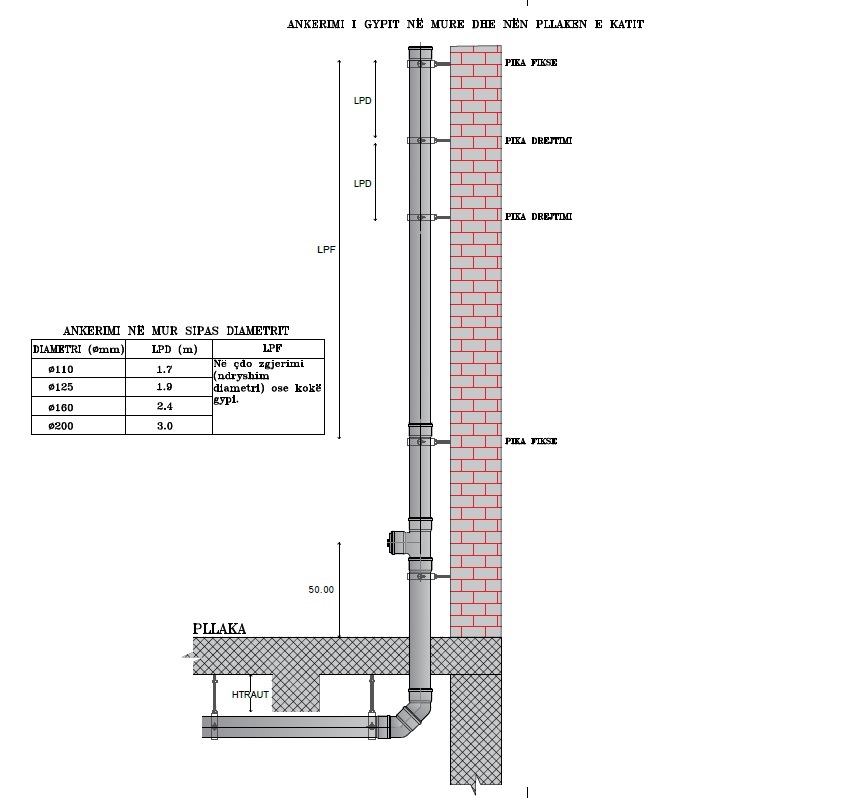 ANKERIMI I GYPIT NË MURE DHE NËN PLLAKEN E KATIT
PIKA FIKSE
LPD
PIKA DREJTIMI
LPD
PIKA DREJTIMI
LPF
ANKERIMI NË MUR SIPAS DIAMETRIT
DIAMETRI (ømm) LPD (m) LPF
ø110 1.7
ø125 1.9
ø160 2.4
ø200 3.0
Në çdo zgjerimi
(ndryshim
diametri) ose kokë
gypi.
PIKA FIKSE
50.00
PLLAKA
HTRAUT